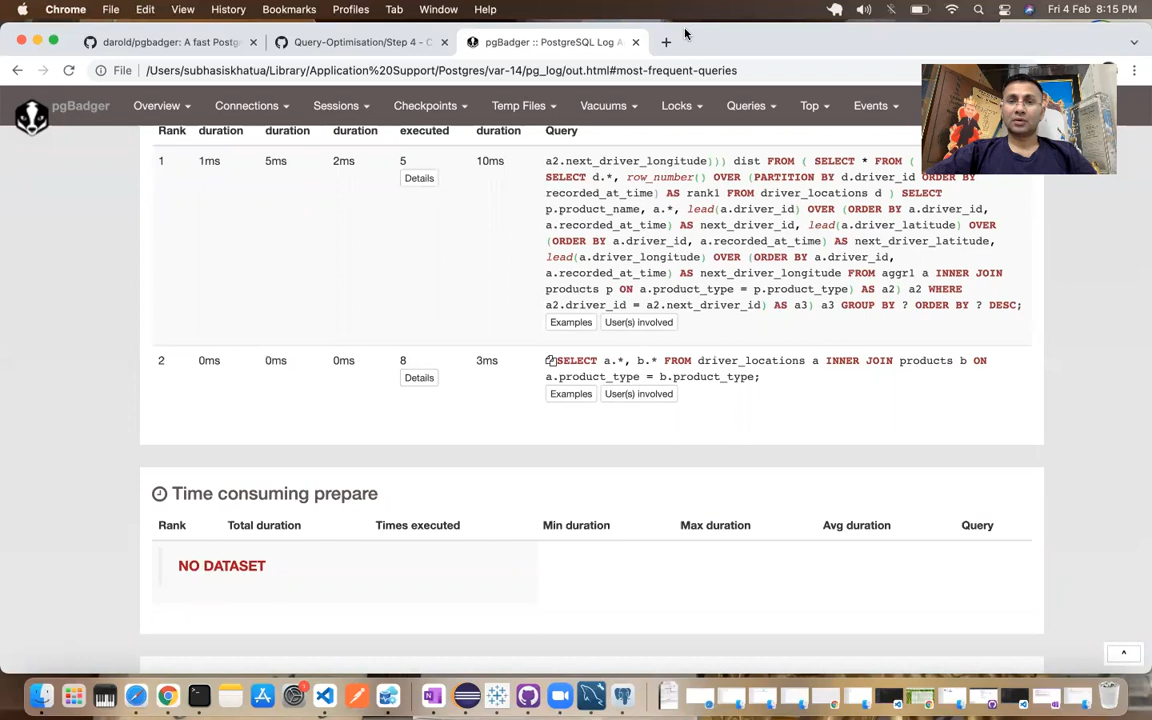 Chrome File Edit View History Bookmarks Profiles Tab Window Help Fri 4 Feb 8:15 PM
darold/pgbadger: A fast Postgr Query-Optimisation/Step 4 - C pgBadger :: PostgreSQL Log A
File /Users/subhasiskhatua/Library/Application%20Support/Postgres/var-14/pg_log/out.html#most-frequent-queries
pgBadger Overview Connections Sessions Checkpoints Temp Files Vacuums Locks Queries Top Events
Rank duration duration duration executed duration Query
1 1ms 5ms 2ms 5 10ms a2.next_driver_longitude))) dist FROM ( SELECT * FROM (
Details SELECT d.*, row_number() OVER (PARTITION BY d.driver_id ORDER BY
recorded_at_time) AS rank1 FROM driver_locations d ) SELECT
p.product_name, a.*, lead(a.driver_id) OVER (ORDER BY a.driver_id,
a.recorded_at_time) AS next_driver_id, lead(a.driver_latitude) OVER
(ORDER BY a.driver_id, a.recorded_at_time) AS next_driver_latitude,
lead(a.driver_longitude) OVER (ORDER BY a.driver_id,
a.recorded_at_time) AS next_driver_longitude FROM aggr1 a INNER JOIN
products p ON a.product_type = p.product_type) AS a2) a2 WHERE
a2.driver_id = a2.next_driver_id) AS a3) a3 GROUP BY ? ORDER BY ? DESC;
Examples User(s) involved
2 0ms 0ms 0ms 8 3ms SELECT a.*, b.* FROM driver_locations a INNER JOIN products b ON
Details a.product_type = b.product_type;
Examples User(s) involved
Time consuming prepare
Rank Total duration Times executed Min duration Max duration Avg duration Query
NO DATASET